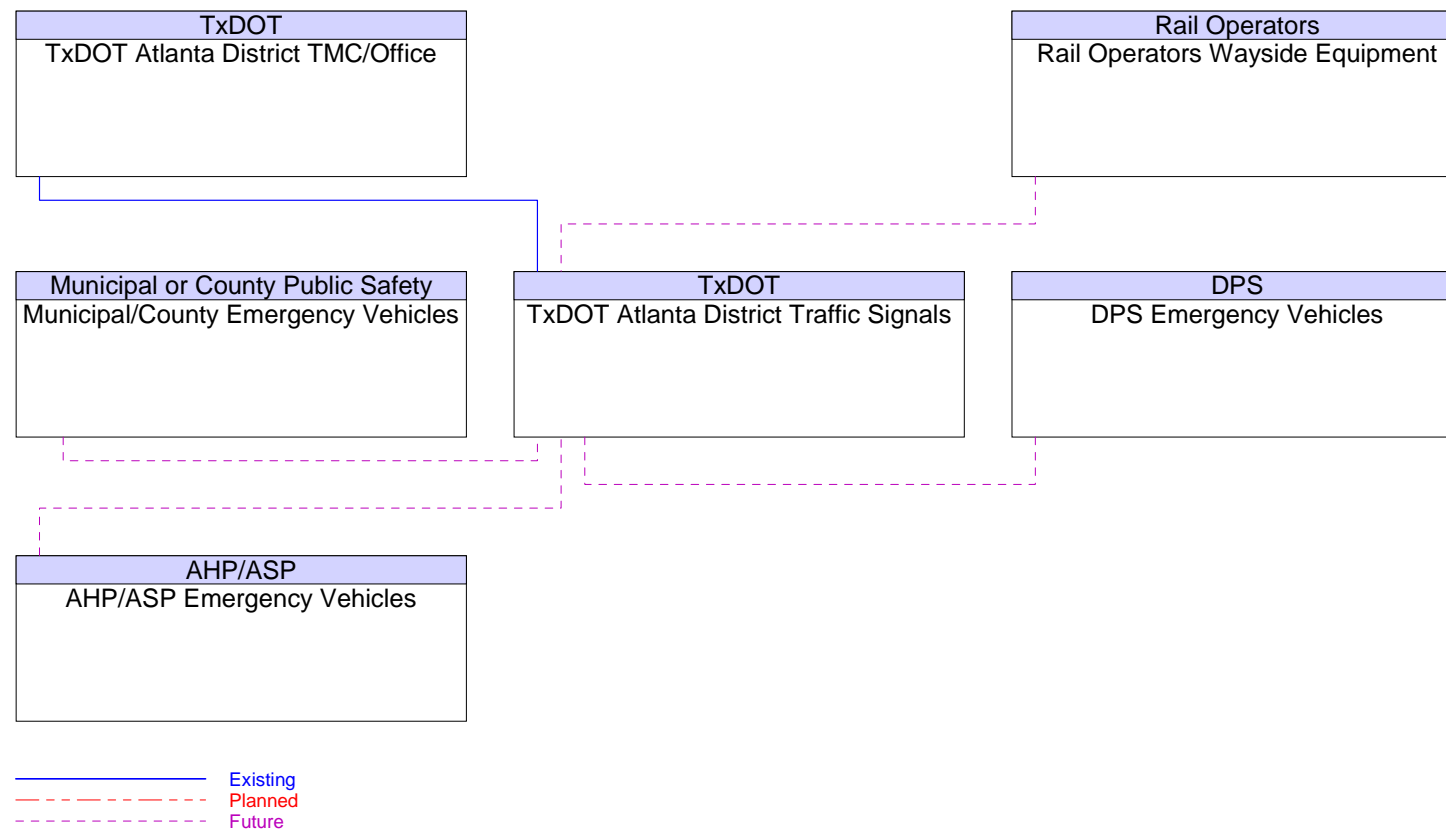 TxDOT
TxDOT Atlanta District TMC/Office
Rail Operators
Rail Operators Wayside Equipment
Municipal or County Public Safety
Municipal/County Emergency Vehicles
TxDOT
TxDOT Atlanta District Traffic Signals
DPS
DPS Emergency Vehicles
AHP/ASP
AHP/ASP Emergency Vehicles
Existing
Planned
Future